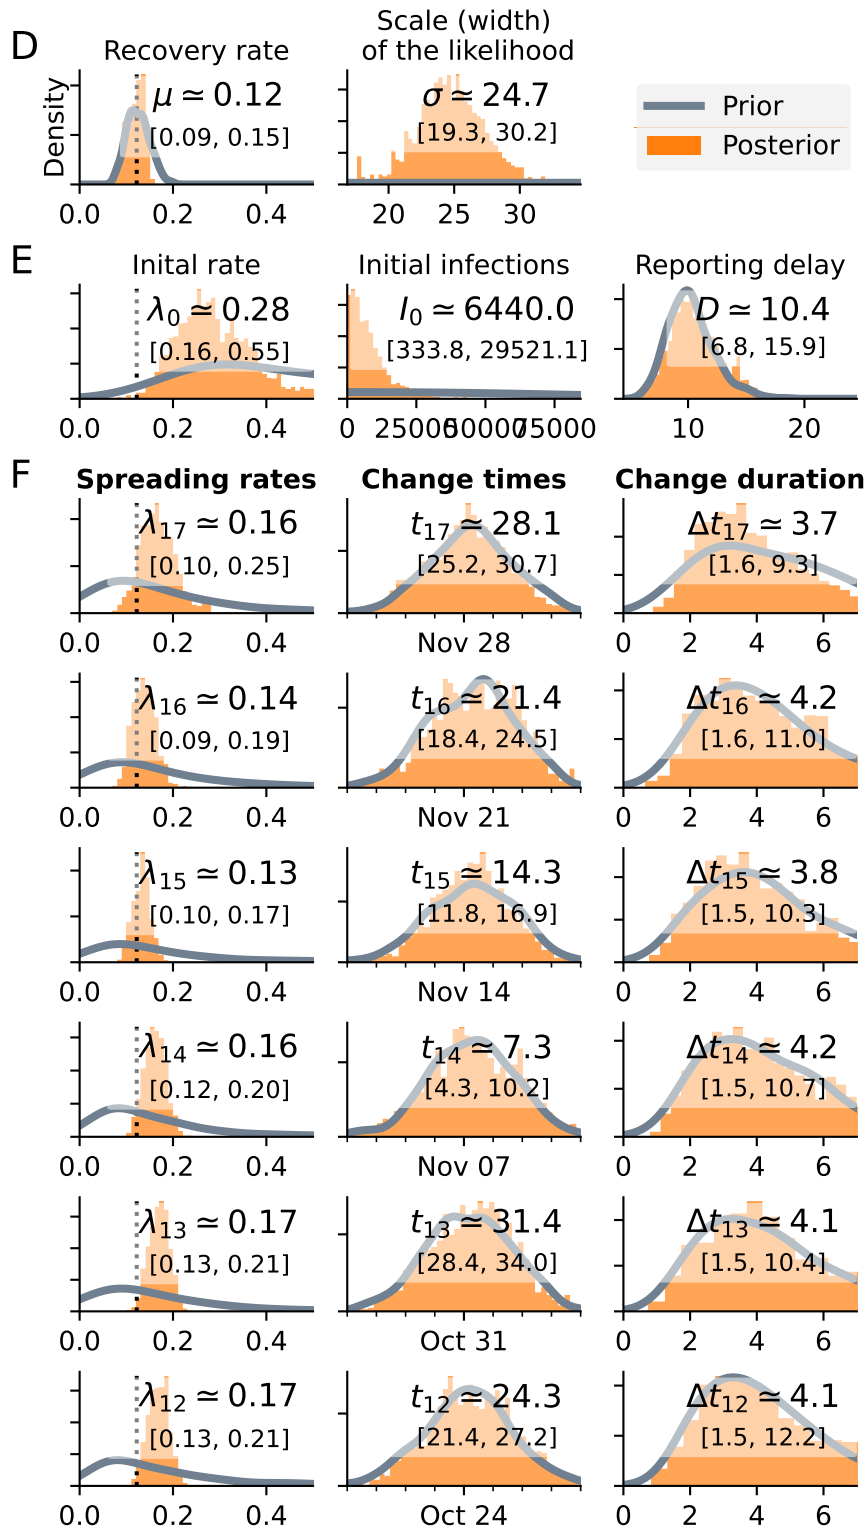 D
Recovery rate
Scale (width)
of the likelihood
Density
μ ≃ 0.12
[0.09, 0.15]
σ ≃ 24.7
[19.3, 30.2]
Prior
Posterior
0.0 0.2 0.4
20 25 30
E
Inital rate
Initial infections
Reporting delay
λ₀ ≃ 0.28
[0.16, 0.55]
I₀ ≃ 6440.0
[333.8, 29521.1]
D ≃ 10.4
[6.8, 15.9]
0.0 0.2 0.4
0 25000 50000 75000
10 20
F
Spreading rates
Change times
Change duration
λ₁₇ ≃ 0.16
[0.10, 0.25]
t₁₇ ≃ 28.1
[25.2, 30.7]
Δt₁₇ ≃ 3.7
[1.6, 9.3]
0.0 0.2 0.4
Nov 28
0 2 4 6
λ₁₆ ≃ 0.14
[0.09, 0.19]
t₁₆ ≃ 21.4
[18.4, 24.5]
Δt₁₆ ≃ 4.2
[1.6, 11.0]
0.0 0.2 0.4
Nov 21
0 2 4 6
λ₁₅ ≃ 0.13
[0.10, 0.17]
t₁₅ ≃ 14.3
[11.8, 16.9]
Δt₁₅ ≃ 3.8
[1.5, 10.3]
0.0 0.2 0.4
Nov 14
0 2 4 6
λ₁₄ ≃ 0.16
[0.12, 0.20]
t₁₄ ≃ 7.3
[4.3, 10.2]
Δt₁₄ ≃ 4.2
[1.5, 10.7]
0.0 0.2 0.4
Nov 07
0 2 4 6
λ₁₃ ≃ 0.17
[0.13, 0.21]
t₁₃ ≃ 31.4
[28.4, 34.0]
Δt₁₃ ≃ 4.1
[1.5, 10.4]
0.0 0.2 0.4
Oct 31
0 2 4 6
λ₁₂ ≃ 0.17
[0.13, 0.21]
t₁₂ ≃ 24.3
[21.4, 27.2]
Δt₁₂ ≃ 4.1
[1.5, 12.2]
0.0 0.2 0.4
Oct 24
0 2 4 6